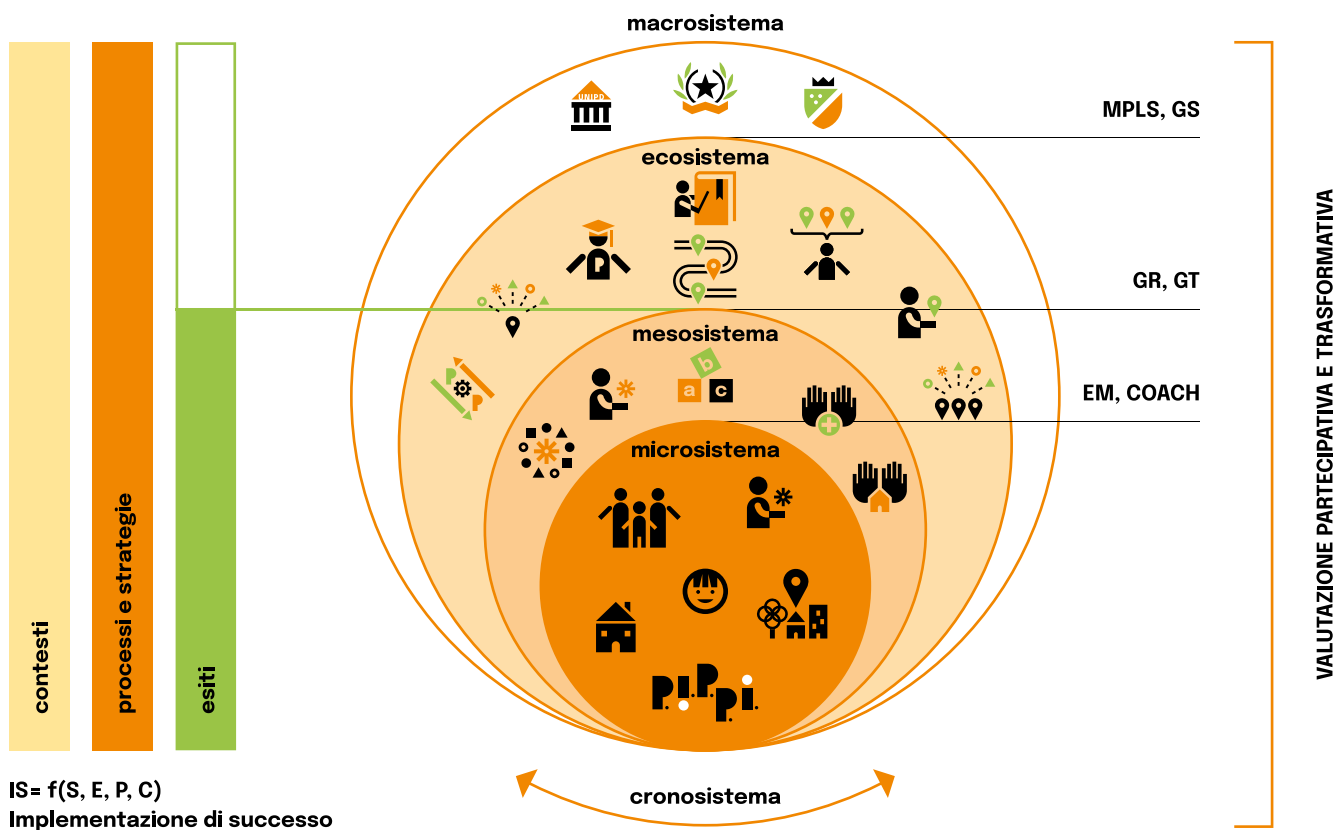 macrosistema
UNIPD
MPLS, GS
ecosistema
P
GR, GT
mesosistema
P
P
b
a c
EM, COACH
microsistema
P.I.P.P.I.
cronosistema
contesti
processi e strategie
esiti
IS= f(S, E, P, C)
Implementazione di successo
VALUTAZIONE PARTECIPATIVA E TRASFORMATIVA